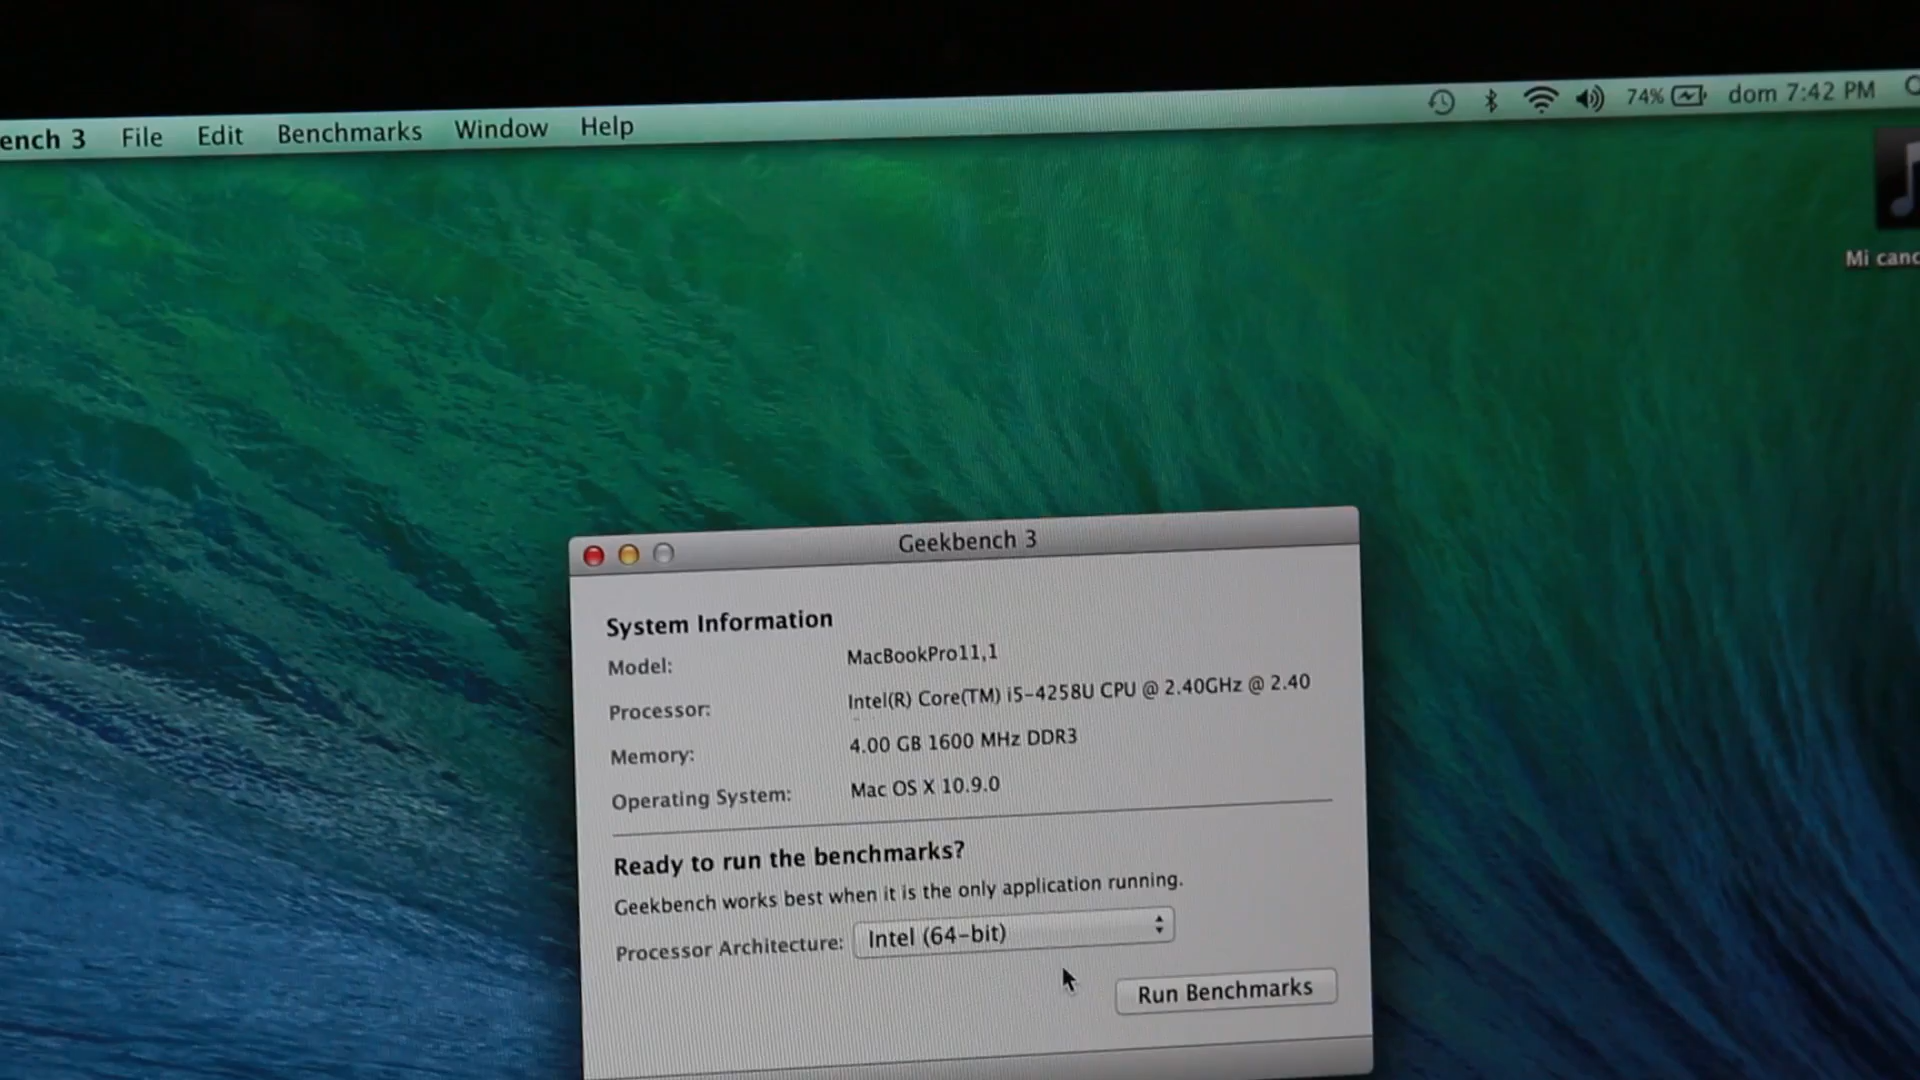 ench 3 File Edit Benchmarks Window Help 74% dom 7:42 PM
Mi canc
Geekbench 3
System Information
Model: MacBookPro11,1
Processor: Intel(R) Core(TM) i5-4258U CPU @ 2.40GHz @ 2.40
Memory: 4.00 GB 1600 MHz DDR3
Operating System: Mac OS X 10.9.0
Ready to run the benchmarks?
Geekbench works best when it is the only application running.
Processor Architecture: Intel (64-bit)
Run Benchmarks